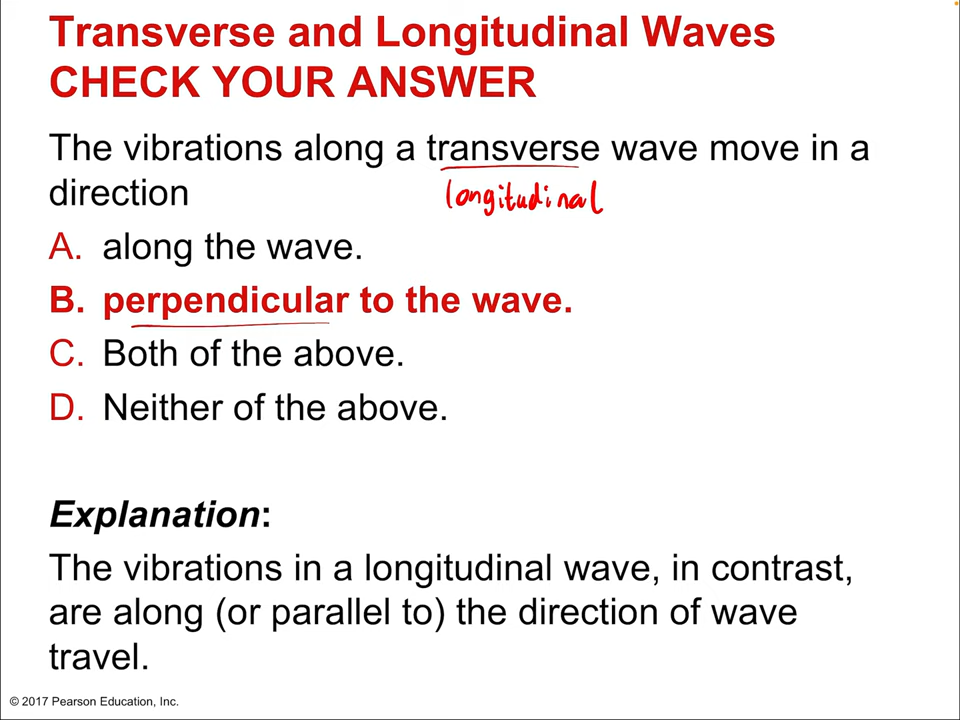 Transverse and Longitudinal Waves
CHECK YOUR ANSWER
The vibrations along a transverse wave move in a
direction
longitudinal
A. along the wave.
B. perpendicular to the wave.
C. Both of the above.
D. Neither of the above.
Explanation:
The vibrations in a longitudinal wave, in contrast,
are along (or parallel to) the direction of wave
travel.
© 2017 Pearson Education, Inc.